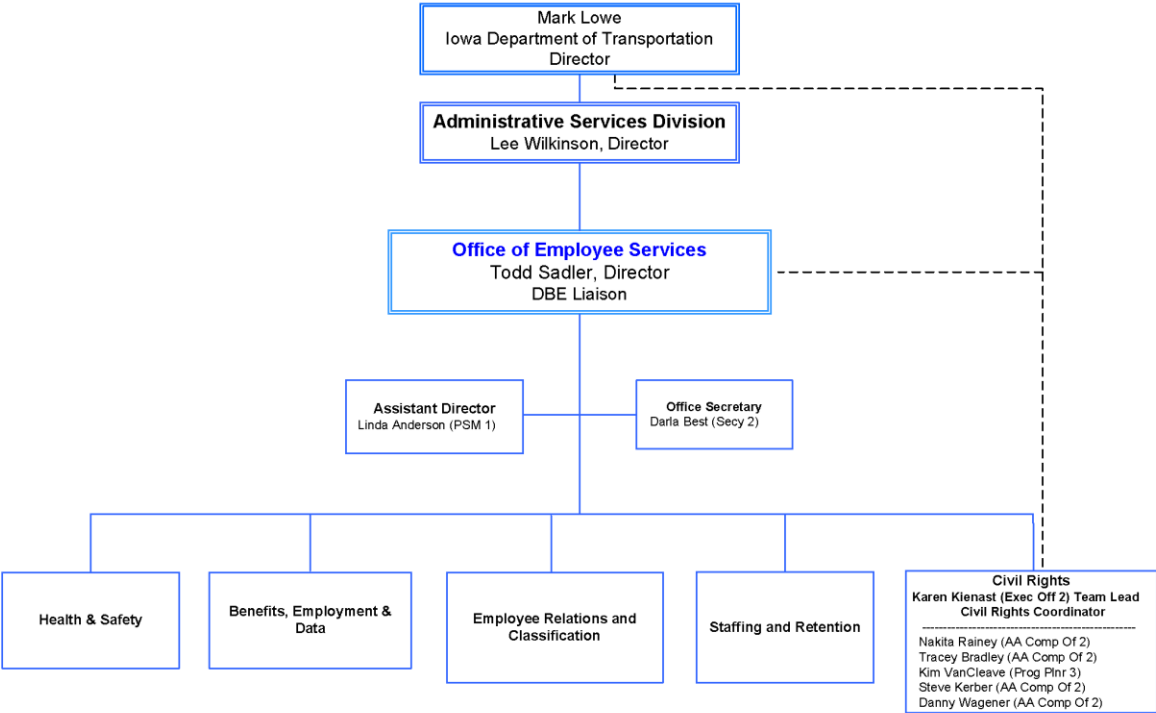 Mark Lowe
Iowa Department of Transportation
Director
Administrative Services Division
Lee Wilkinson, Director
Office of Employee Services
Todd Sadler, Director
DBE Liaison
Assistant Director
Linda Anderson (PSM 1)
Office Secretary
Darla Best (Secy 2)
Health & Safety
Benefits, Employment &
Data
Employee Relations and
Classification
Staffing and Retention
Civil Rights
Karen Kienast (Exec Off 2) Team Lead
Civil Rights Coordinator
Nakita Rainey (AA Comp Of 2)
Tracey Bradley (AA Comp Of 2)
Kim VanCleave (Prog Plnr 3)
Steve Kerber (AA Comp Of 2)
Danny Wagener (AA Comp Of 2)